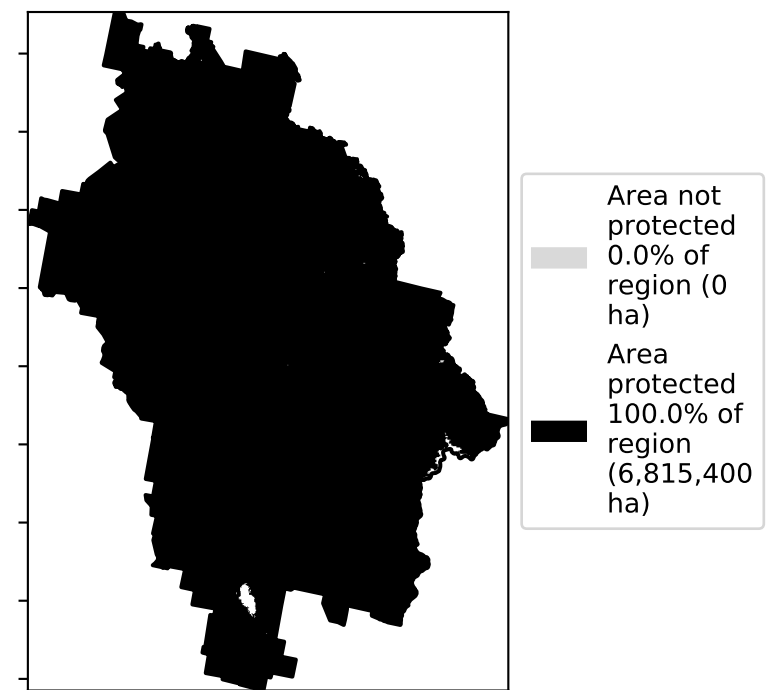 Area not
protected
0.0% of
region (0
ha)
Area
protected
100.0% of
region
(6,815,400
ha)